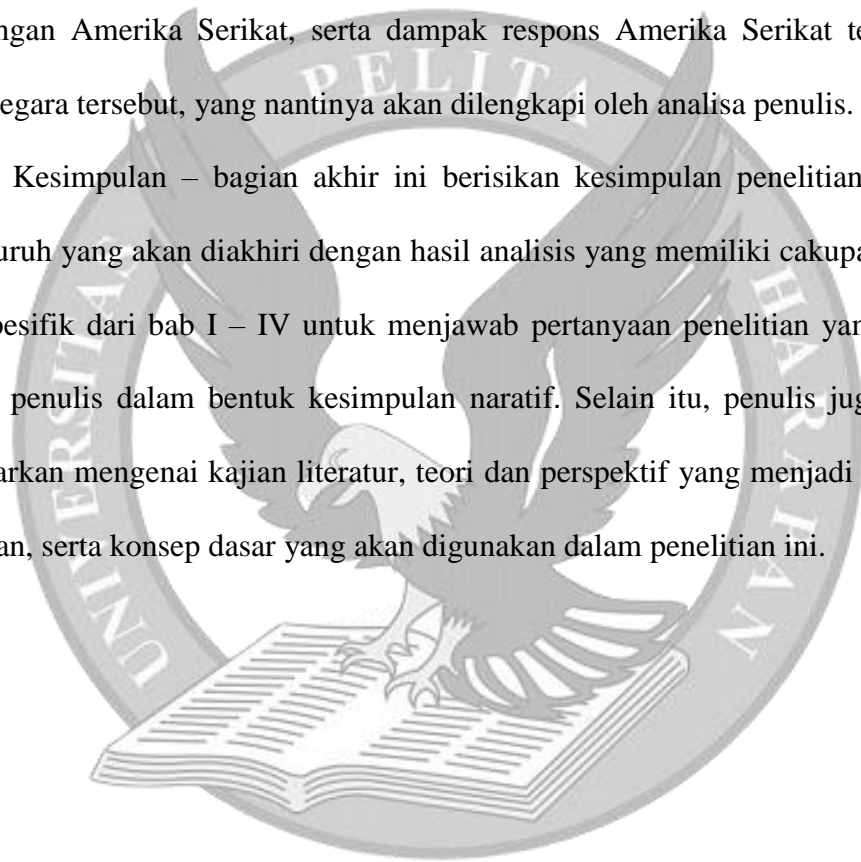 ngan Amerika Serikat, serta dampak respons Amerika Serikat te
egara tersebut, yang nantinya akan dilengkapi oleh analisa penulis.
Kesimpulan – bagian akhir ini berisikan kesimpulan penelitian
uruh yang akan diakhiri dengan hasil analisis yang memiliki cakupa
pesifik dari bab I – IV untuk menjawab pertanyaan penelitian yan
penulis dalam bentuk kesimpulan naratif. Selain itu, penulis jug
arkan mengenai kajian literatur, teori dan perspektif yang menjadi
an, serta konsep dasar yang akan digunakan dalam penelitian ini.
UNIVERSITAS PELITA HARAPAN